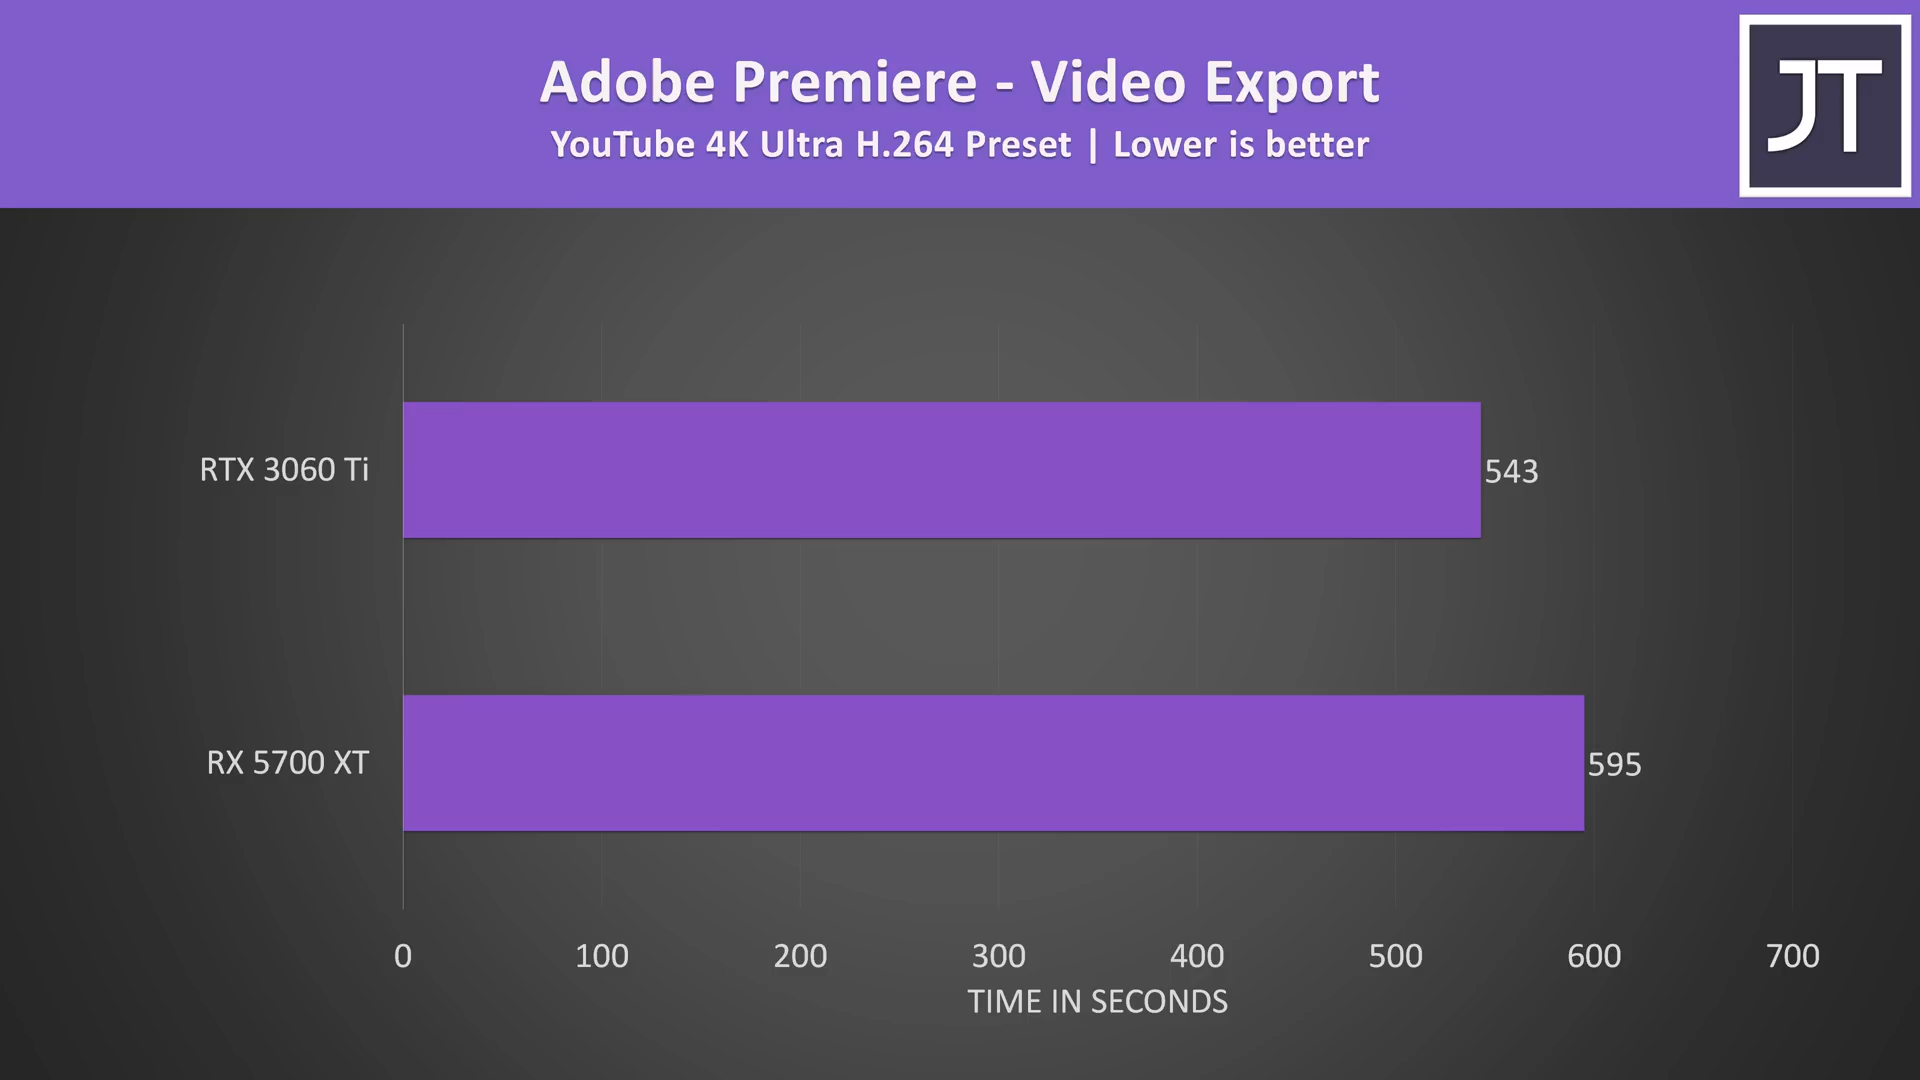 Adobe Premiere - Video Export
YouTube 4K Ultra H.264 Preset | Lower is better
JT
RTX 3060 Ti
543
RX 5700 XT
595
0 100 200 300 400 500 600 700
TIME IN SECONDS